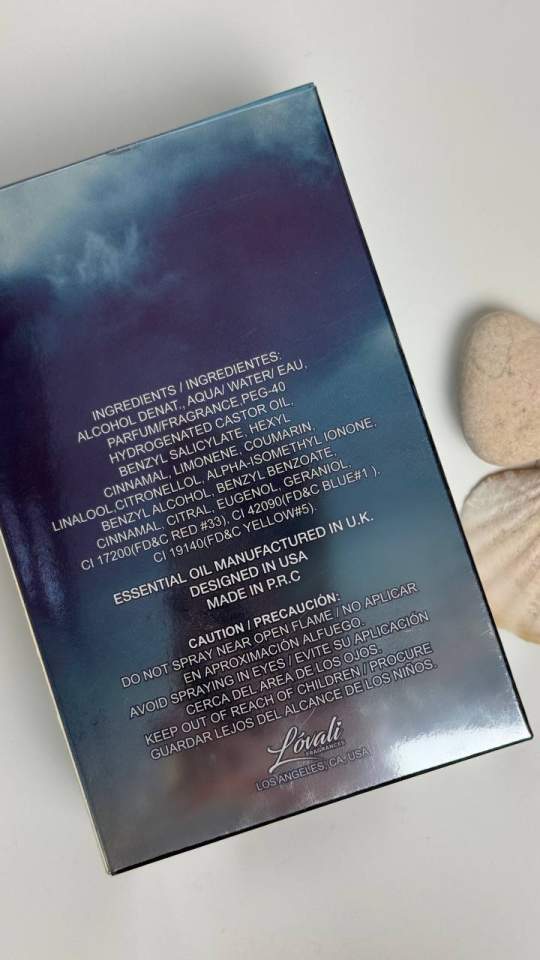 INGREDIENTS / INGREDIENTES:
ALCOHOL DENAT., AQUA/ WATER/ EAU,
PARFUM/FRAGRANCE,PEG-40
HYDROGENATED CASTOR OIL,
BENZYL SALICYLATE, HEXYL
CINNAMAL, LIMONENE, COUMARIN,
LINALOOL,CITRONELLOL, ALPHA-ISOMETHYL IONONE,
BENZYL ALCOHOL, BENZYL BENZOATE,
CINNAMAL, CITRAL, EUGENOL, GERANIOL,
CI 17200(FD&C RED #33), CI 42090(FD&C BLUE#1 ),
CI 19140(FD&C YELLOW#5).
ESSENTIAL OIL MANUFACTURED IN U.K.
DESIGNED IN USA
MADE IN P.R.C
CAUTION / PRECAUCIÓN:
DO NOT SPRAY NEAR OPEN FLAME / NO APLICAR
EN APROXIMACIÓN ALFUEGO.
AVOID SPRAYING IN EYES / EVITE SU APLICACIÓN
CERCA DEL AREA DE LOS OJOS.
KEEP OUT OF REACH OF CHILDREN / PROCURE
GUARDAR LEJOS DEL ALCANCE DE LOS NIÑOS.
Lóvali
FRAGRANCES
LOS ANGELES, CA, USA